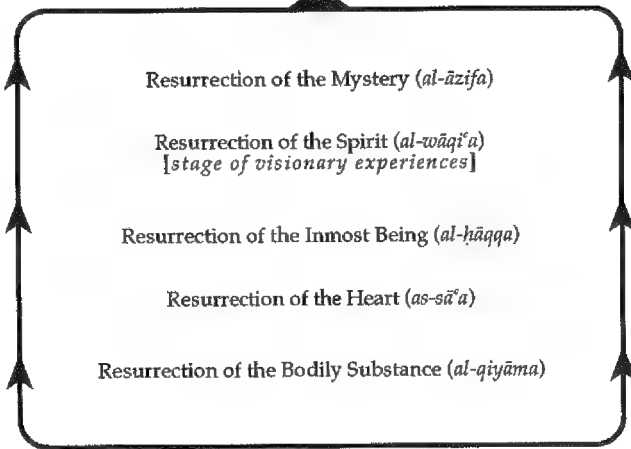 Resurrection of the Mystery (al-āzifa)
Resurrection of the Spirit (al-wāqiʿa)
[stage of visionary experiences]
Resurrection of the Inmost Being (al-ḥāqqa)
Resurrection of the Heart (as-sāʿa)
Resurrection of the Bodily Substance (al-qiyāma)